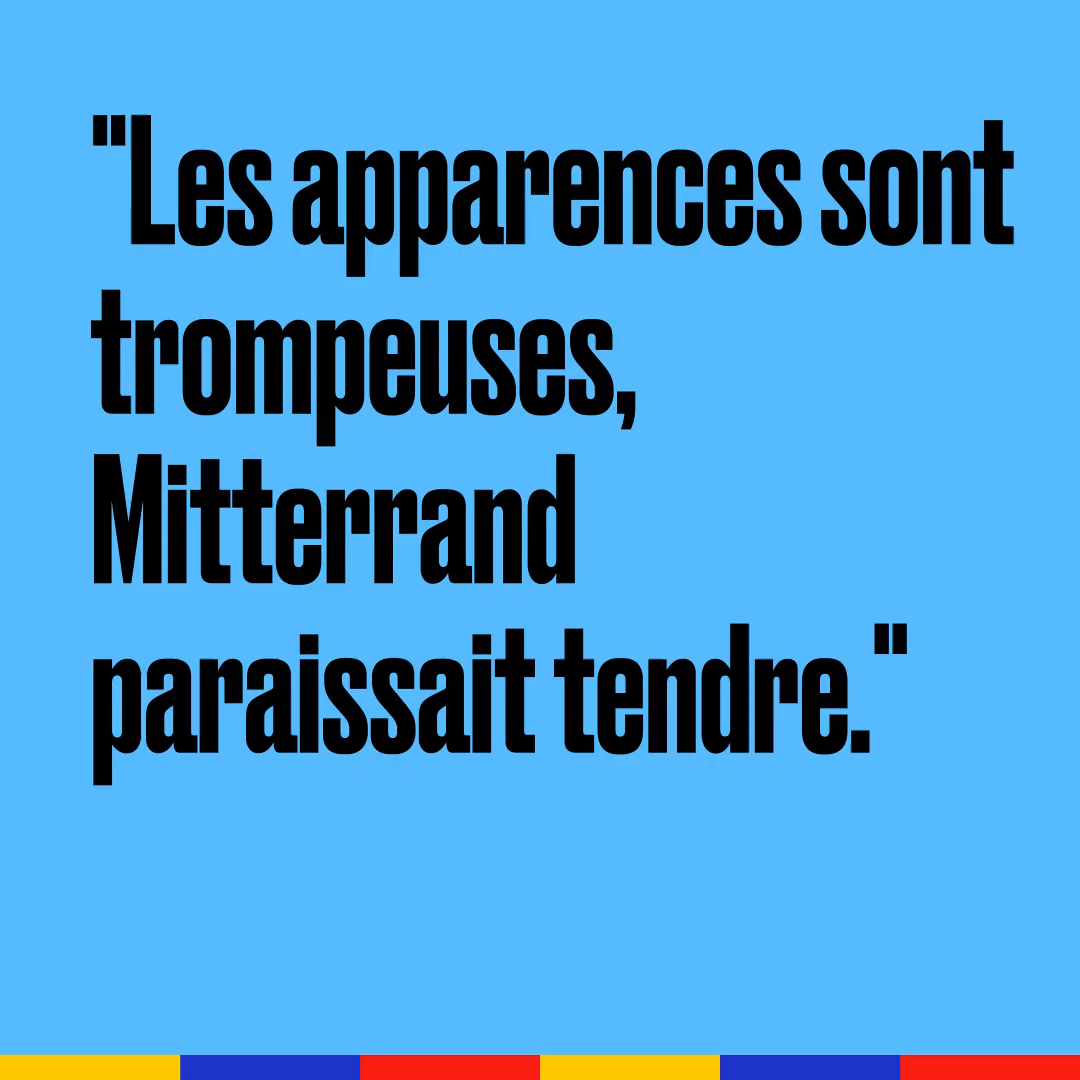 "Les apparences sont
trompeuses,
Mitterrand
paraissait tendre."